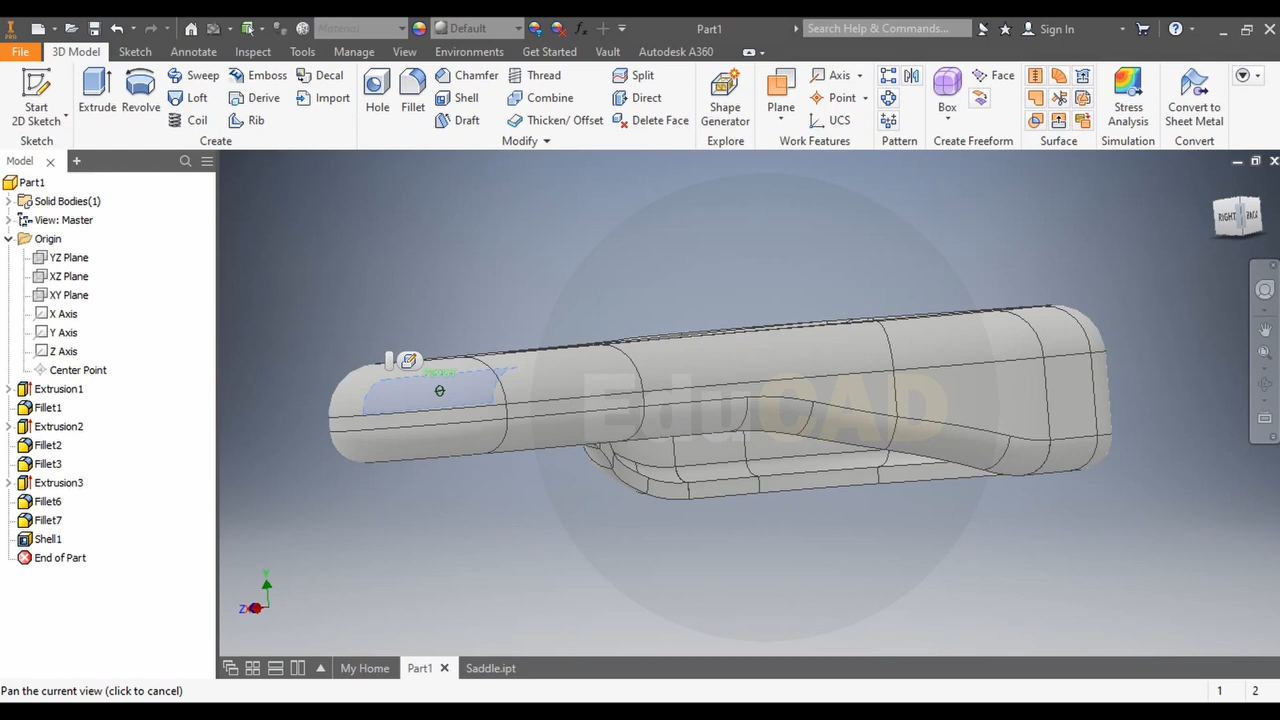 Material
Default
Part1
Search Help & Commands...
Sign In
File
3D Model
Sketch
Annotate
Inspect
Tools
Manage
View
Environments
Get Started
Vault
Autodesk A360
Start
2D Sketch
Sketch
Extrude
Revolve
Sweep
Loft
Coil
Emboss
Derive
Rib
Decal
Import
Create
Hole
Fillet
Chamfer
Shell
Draft
Thread
Combine
Thicken/ Offset
Split
Direct
Delete Face
Modify
Shape
Generator
Explore
Plane
Axis
Point
UCS
Work Features
Pattern
Box
Face
Create Freeform
Surface
Stress
Analysis
Simulation
Convert to
Sheet Metal
Convert
Model
Part1
Solid Bodies(1)
View: Master
Origin
YZ Plane
XZ Plane
XY Plane
X Axis
Y Axis
Z Axis
Center Point
Extrusion1
Fillet1
Extrusion2
Fillet2
Fillet3
Extrusion3
Fillet6
Fillet7
Shell1
End of Part
RIGHT
BACK
EduCAD
Y
Z
My Home
Part1
Saddle.ipt
Pan the current view (click to cancel)
1
2